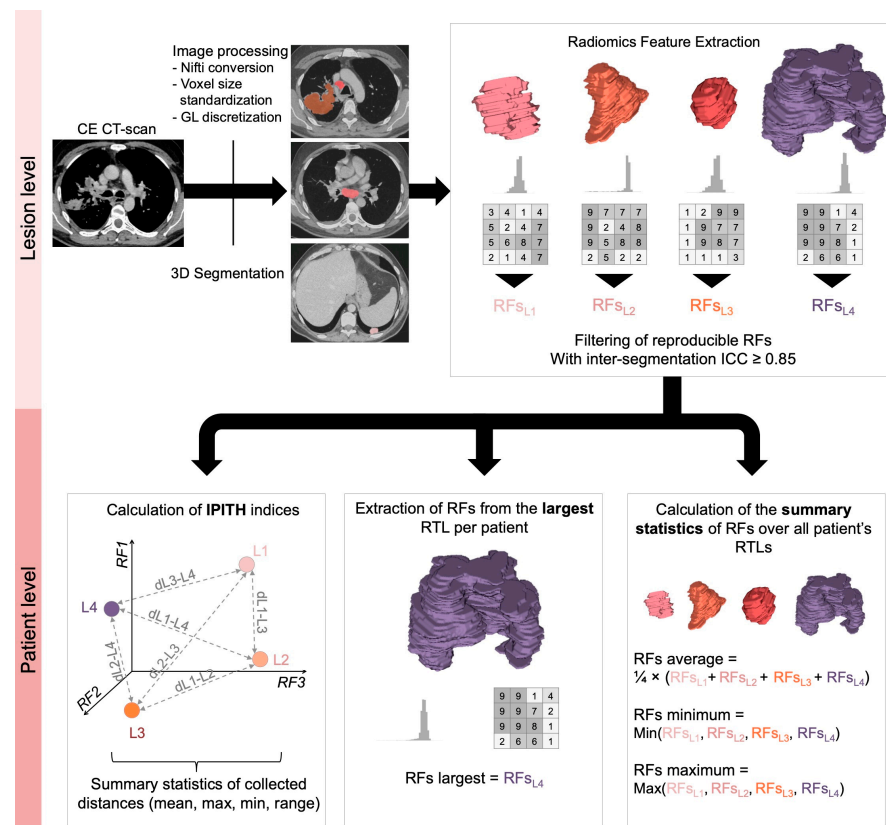 Lesion level
Image processing
- Nifti conversion
- Voxel size
standardization
- GL discretization
CE CT-scan
3D Segmentation
Radiomics Feature Extraction
3 4 1 4
5 2 4 7
5 6 8 7
2 1 4 7
9 7 7 7
9 2 4 8
9 5 8 8
2 5 2 2
1 2 9 9
1 9 7 7
1 9 8 7
1 1 1 3
9 9 1 4
9 9 7 2
9 9 8 1
2 6 6 1
RFsL1
RFsL2
RFsL3
RFsL4
Filtering of reproducible RFs
With inter-segmentation ICC ≥ 0.85
Patient level
Calculation of IPITH indices
RF1
L1
dL3-L4
L4
dL1-L4
dL1-L3
dL2-L4
dL2-L3
L2
dL1-L2
RF3
RF2
L3
Summary statistics of collected
distances (mean, max, min, range)
Extraction of RFs from the largest
RTL per patient
9 9 1 4
9 9 7 2
9 9 8 1
2 6 6 1
RFs largest = RFsL4
Calculation of the summary
statistics of RFs over all patient's
RTLs
RFs average =
¼ × (RFsL1+ RFsL2 + RFsL3 + RFsL4)
RFs minimum =
Min(RFsL1, RFsL2, RFsL3, RFsL4)
RFs maximum =
Max(RFsL1, RFsL2, RFsL3, RFsL4)